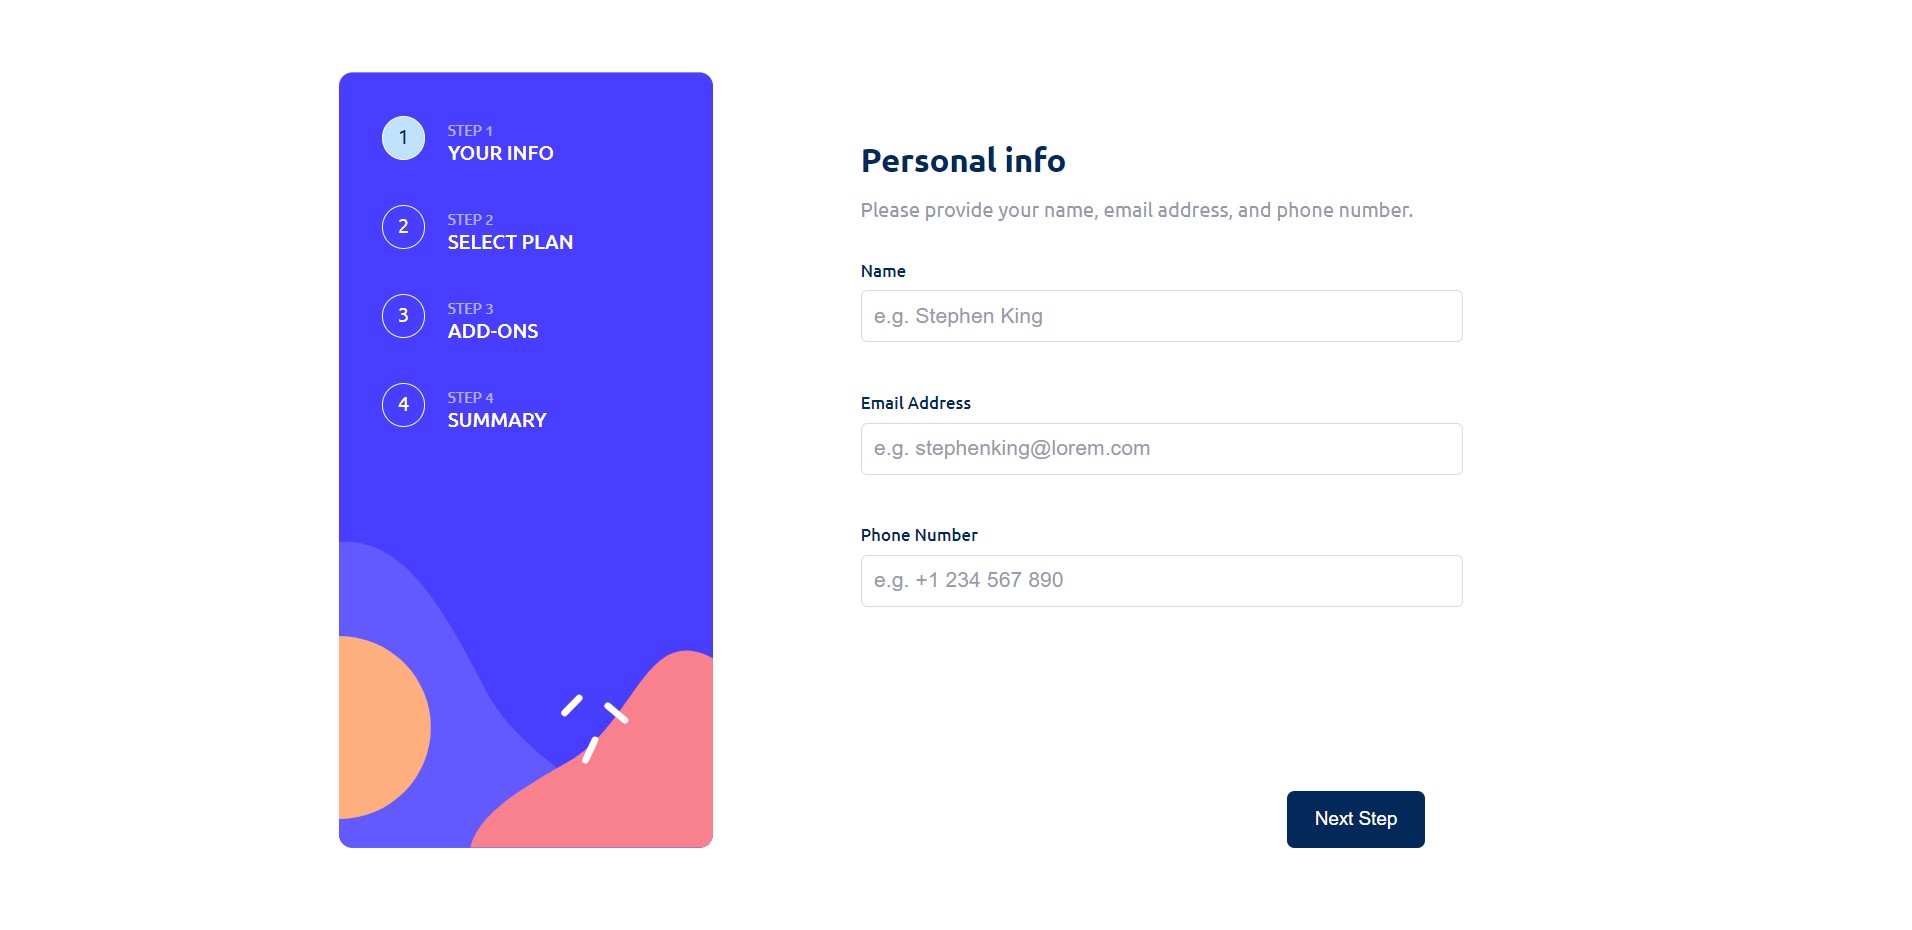 1
STEP 1
YOUR INFO
2
STEP 2
SELECT PLAN
3
STEP 3
ADD-ONS
4
STEP 4
SUMMARY
Personal info
Please provide your name, email address, and phone number.
Name
e.g. Stephen King
Email Address
e.g. stephenking@lorem.com
Phone Number
e.g. +1 234 567 890
Next Step